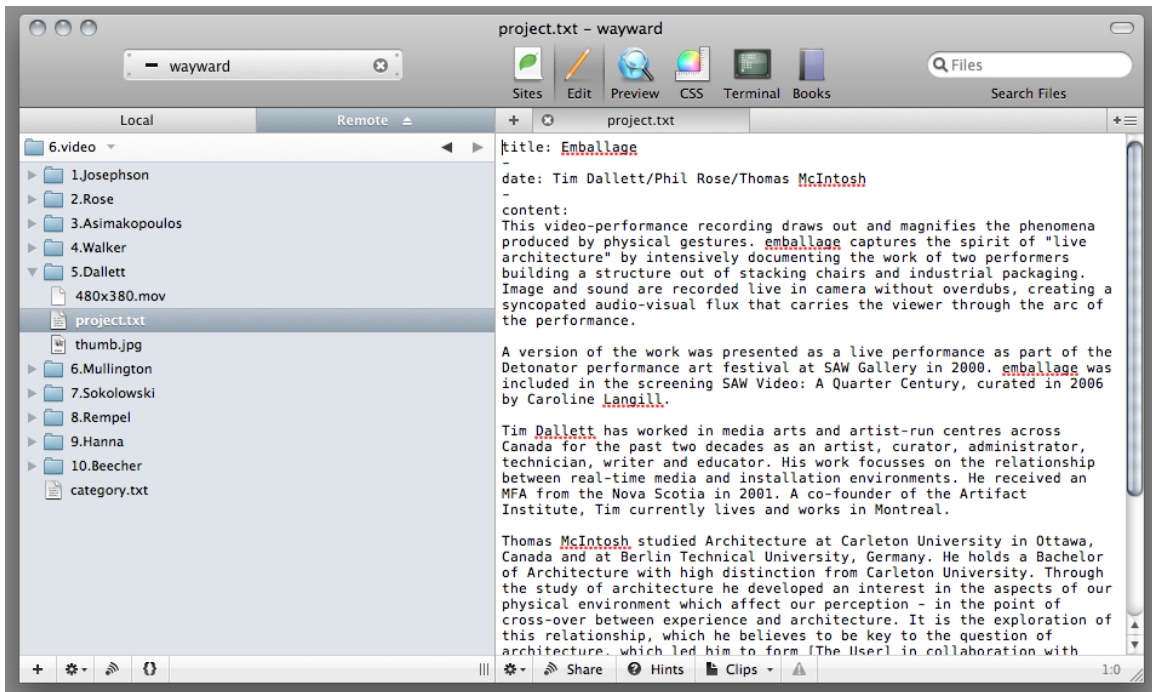 project.txt – wayward
wayward
Sites Edit Preview CSS Terminal Books
Files
Search Files
Local Remote
6.video
1.Josephson
2.Rose
3.Asimakopoulos
4.Walker
5.Dallett
480x380.mov
project.txt
thumb.jpg
6.Mullington
7.Sokolowski
8.Rempel
9.Hanna
10.Beecher
category.txt
project.txt
title: Emballage
-
date: Tim Dallett/Phil Rose/Thomas McIntosh
-
content:
This video-performance recording draws out and magnifies the phenomena
produced by physical gestures. emballage captures the spirit of "live
architecture" by intensively documenting the work of two performers
building a structure out of stacking chairs and industrial packaging.
Image and sound are recorded live in camera without overdubs, creating a
syncopated audio-visual flux that carries the viewer through the arc of
the performance.
A version of the work was presented as a live performance as part of the
Detonator performance art festival at SAW Gallery in 2000. emballage was
included in the screening SAW Video: A Quarter Century, curated in 2006
by Caroline Langill.
Tim Dallett has worked in media arts and artist-run centres across
Canada for the past two decades as an artist, curator, administrator,
technician, writer and educator. His work focusses on the relationship
between real-time media and installation environments. He received an
MFA from the Nova Scotia in 2001. A co-founder of the Artifact
Institute, Tim currently lives and works in Montreal.
Thomas McIntosh studied Architecture at Carleton University in Ottawa,
Canada and at Berlin Technical University, Germany. He holds a Bachelor
of Architecture with high distinction from Carleton University. Through
the study of architecture he developed an interest in the aspects of our
physical environment which affect our perception - in the point of
cross-over between experience and architecture. It is the exploration of
this relationship, which he believes to be key to the question of
architecture, which led him to form [The User] in collaboration with
Share Hints Clips 1:0